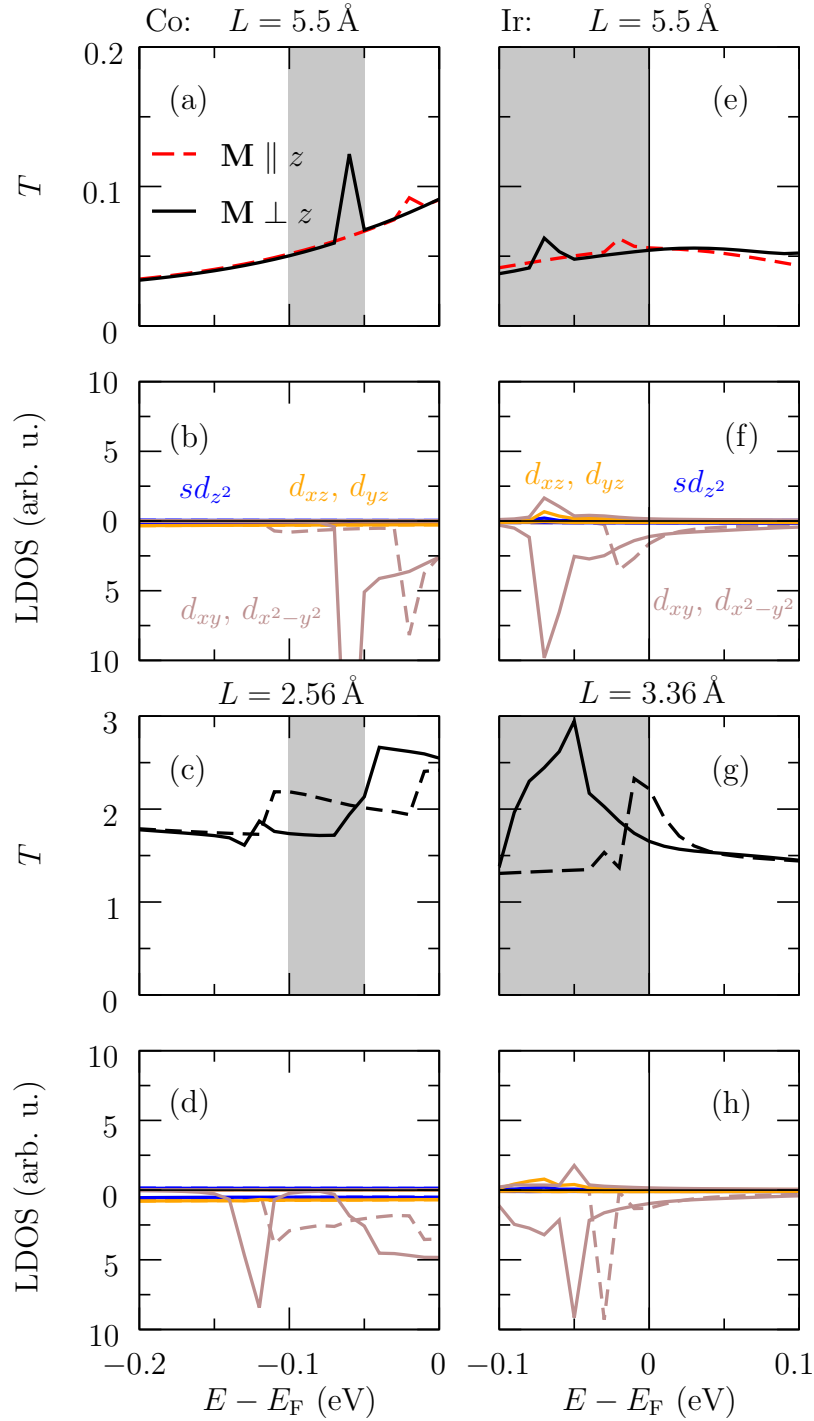 Co: L = 5.5 Å Ir: L = 5.5 Å
0.2
(a) (e)
M ∥ z
T 0.1
M ⊥ z
0
10
(b) (f)
5
sd_{z^2} d_{xz}, d_{yz} d_{xz}, d_{yz} sd_{z^2}
LDOS (arb. u.) 0
5
d_{xy}, d_{x^2−y^2} d_{xy}, d_{x^2−y^2}
10
L = 2.56 Å L = 3.36 Å
3
(c) (g)
2
T
1
0
10
(d) (h)
5
LDOS (arb. u.) 0
5
10
−0.2 −0.1 0 −0.1 0 0.1
E − E_F (eV) E − E_F (eV)